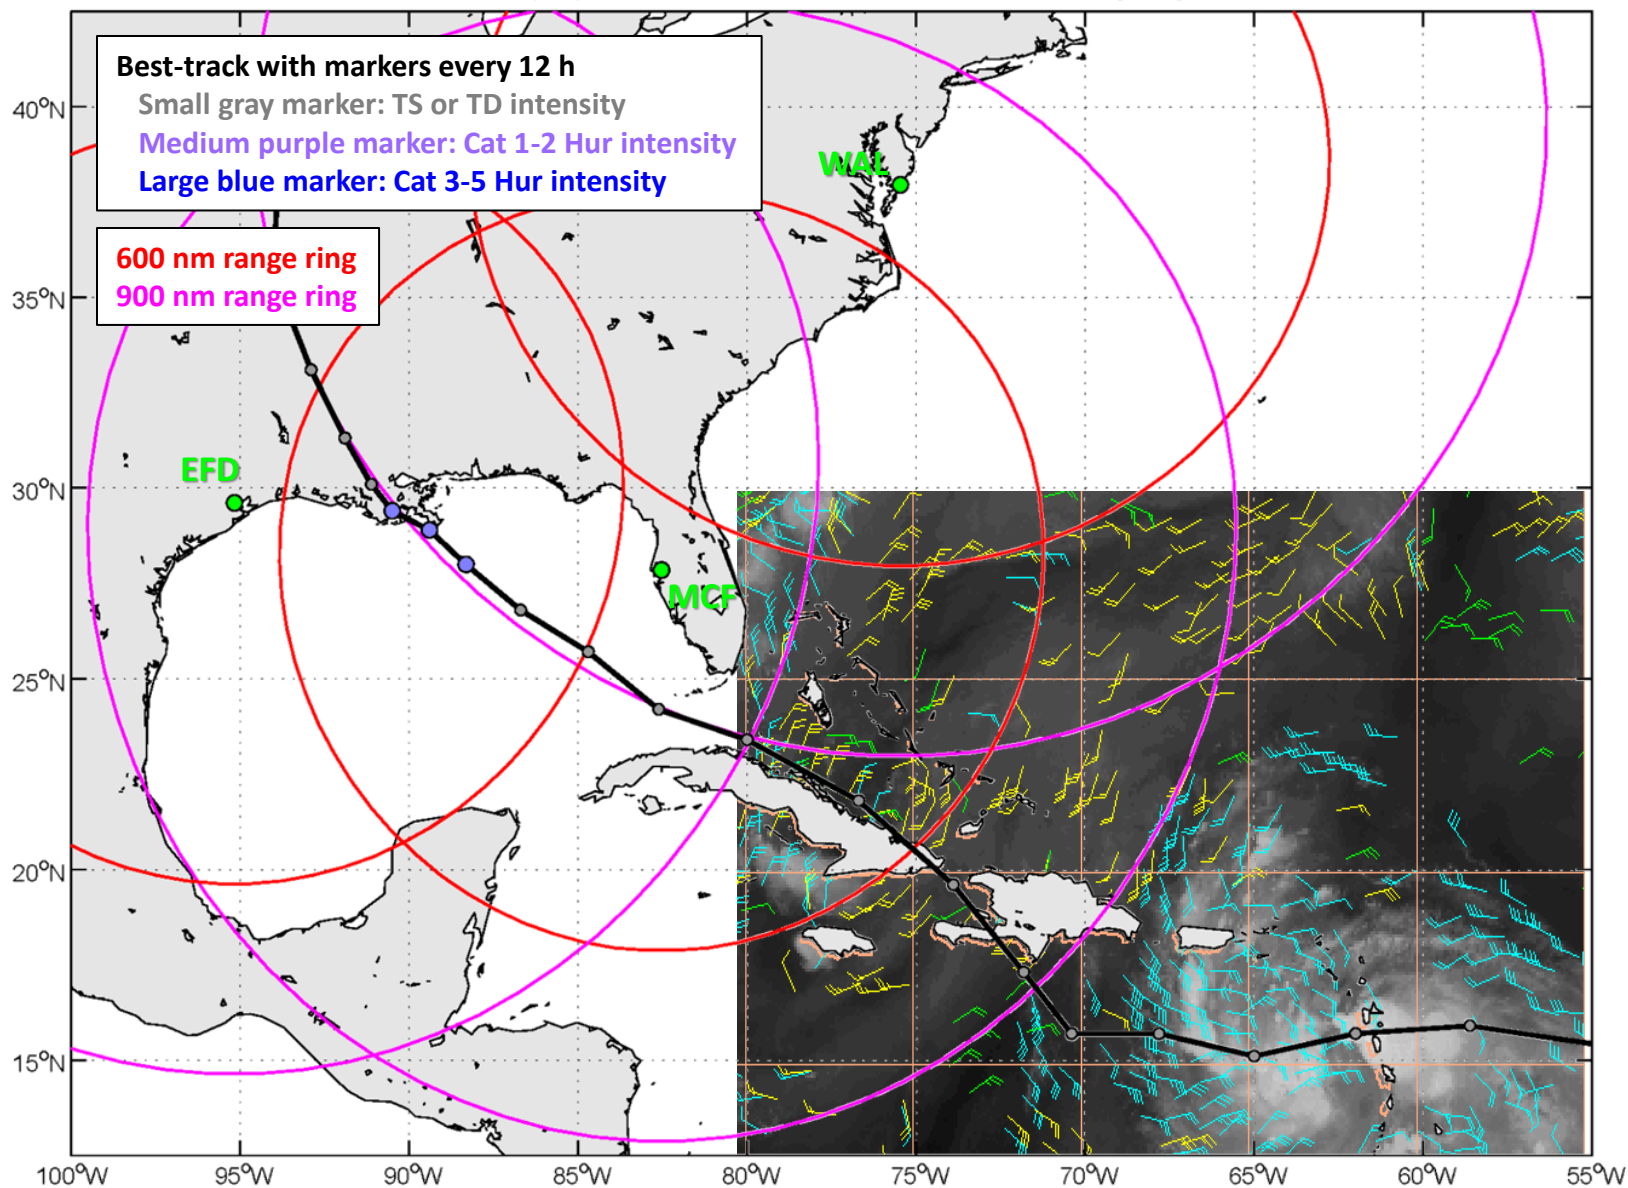 Best-track with markers every 12 h
Small gray marker: TS or TD intensity
Medium purple marker: Cat 1-2 Hur intensity
Large blue marker: Cat 3-5 Hur intensity
600 nm range ring
900 nm range ring
WAL
EFD
MCF
40°N
35°N
30°N
25°N
20°N
15°N
100°W 95°W 90°W 85°W 80°W 75°W 70°W 65°W 60°W 55°W